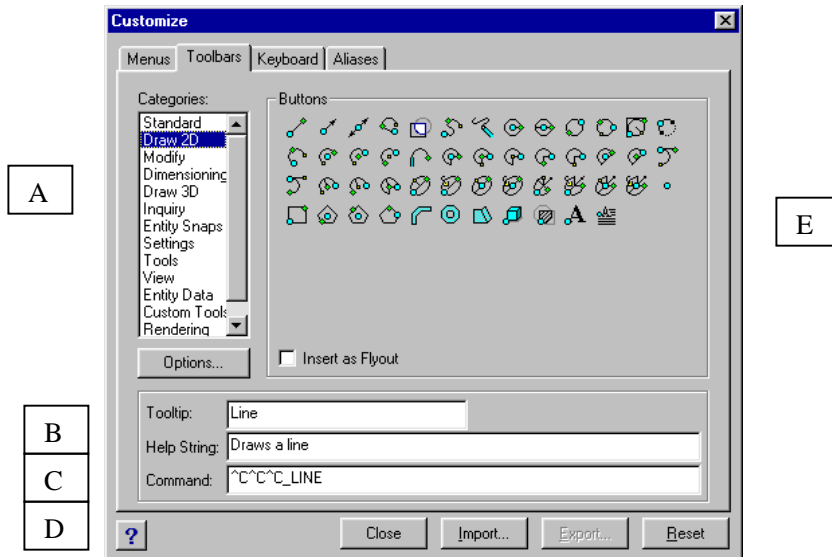 Customize
Menus Toolbars Keyboard Aliases
Categories:
Buttons
Standard
Draw 2D
Modify
Dimensioning
Draw 3D
Inquiry
Entity Snaps
Settings
Tools
View
Entity Data
Custom Tools
Rendering
A
E
Options...
Insert as Flyout
Tooltip: Line
B
Help String: Draws a line
C
Command: ^C^C^C_LINE
D
? Close Import... Export... Reset